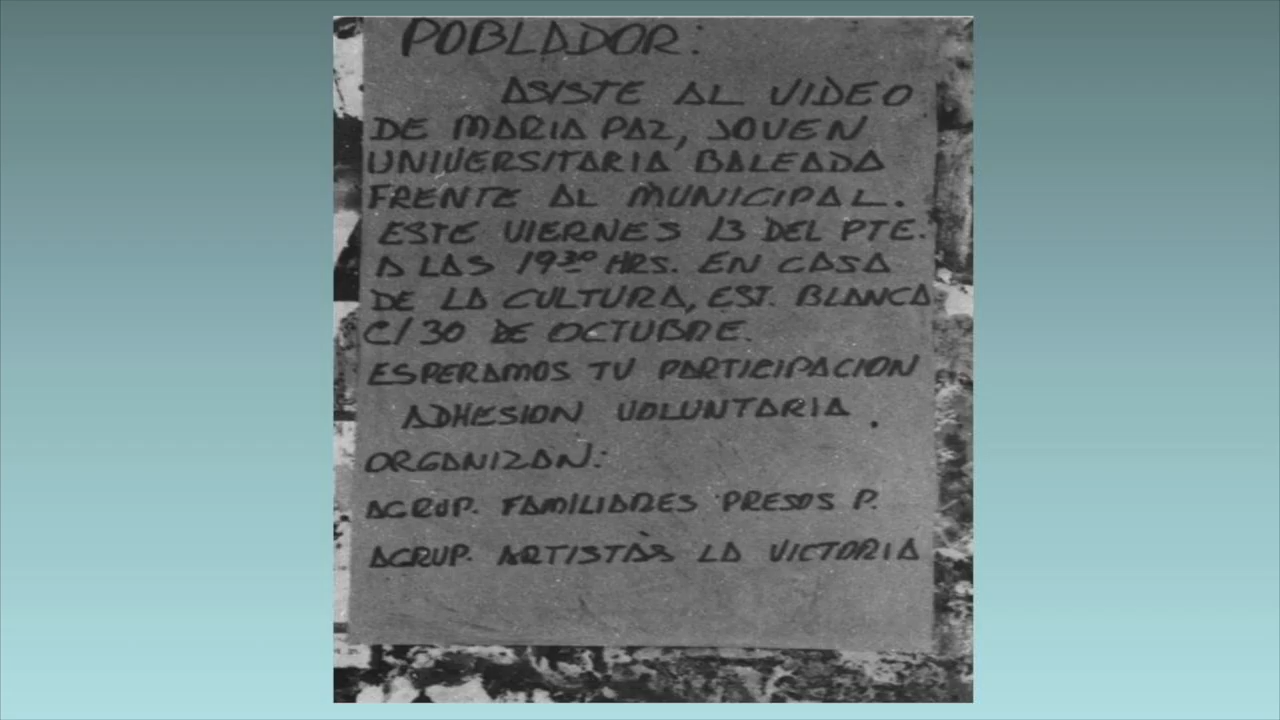 POBLADOR:
ASISTE AL VIDEO
DE MARIA PAZ, JOVEN
UNIVERSITARIA BALEADA
FRENTE AL MUNICIPAL.
ESTE VIERNES 13 DEL PTE.
A LAS 19³⁰ HRS. EN CASA
DE LA CULTURA, EST. BLANCA
C/30 DE OCTUBRE.
ESPERAMOS TU PARTICIPACION
ADHESION VOLUNTARIA.
ORGANIZAN:
AGRUP. FAMILIARES PRESOS P.
AGRUP. ARTISTAS LA VICTORIA